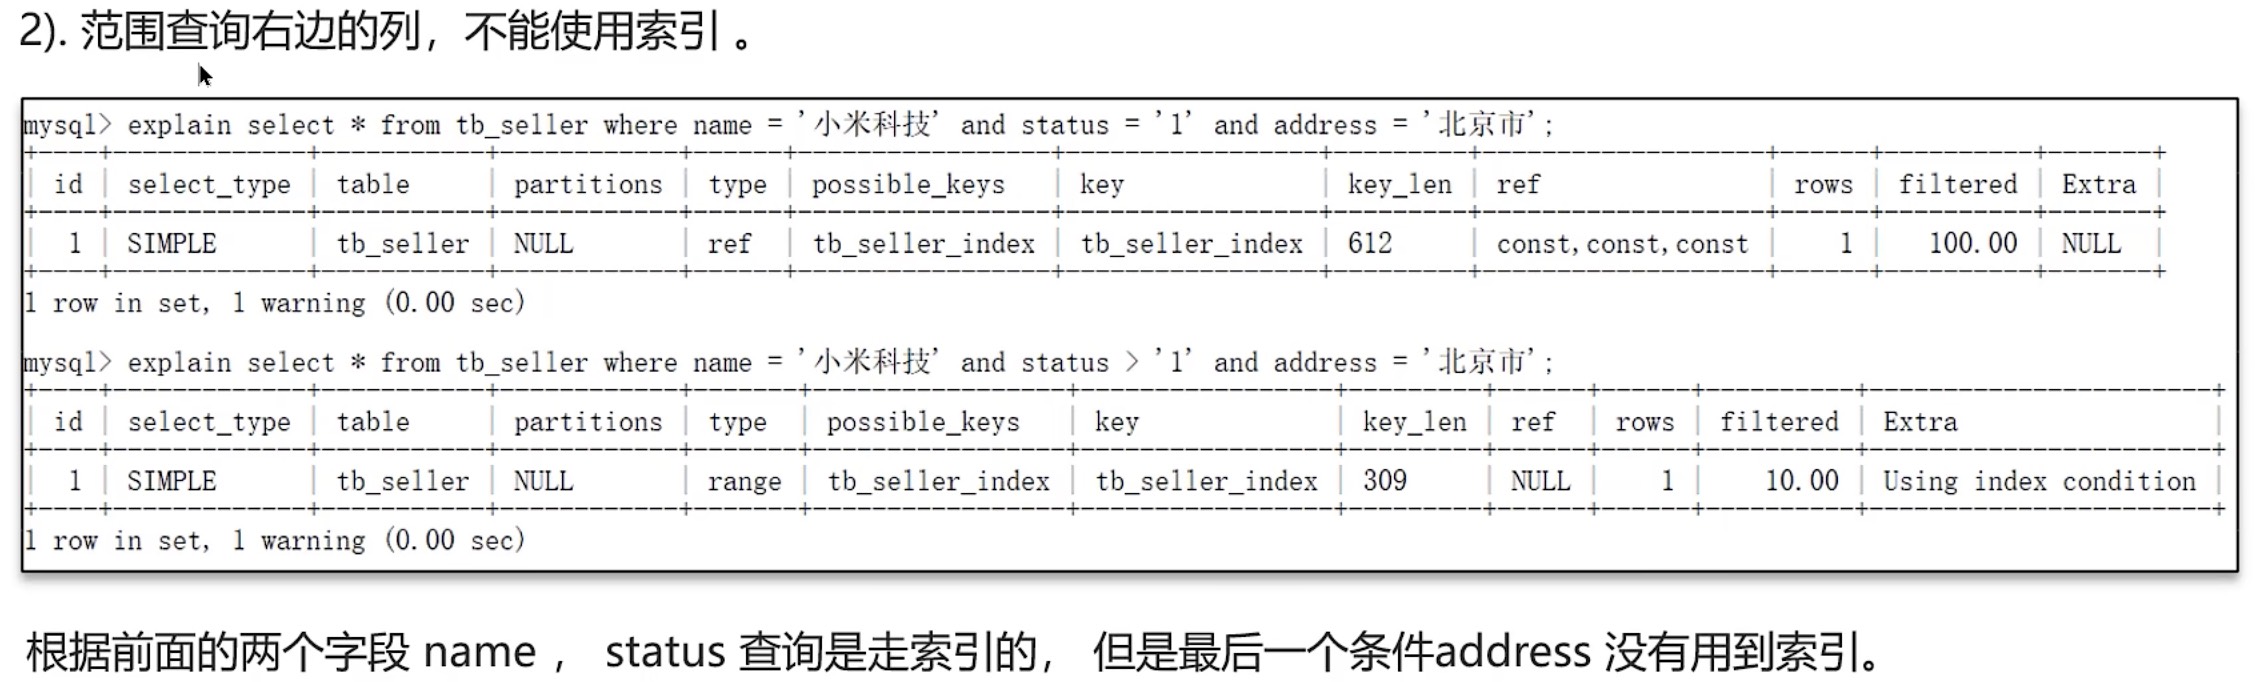 2). 范围查询右边的列，不能使用索引 。
mysql> explain select * from tb_seller where name = '小米科技' and status = '1' and address = '北京市';
+----+-------------+-----------+------------+------+-----------------+-----------------+---------+-------------------+------+----------+-------+
| id | select_type | table | partitions | type | possible_keys | key | key_len | ref | rows | filtered | Extra |
+----+-------------+-----------+------------+------+-----------------+-----------------+---------+-------------------+------+----------+-------+
| 1 | SIMPLE | tb_seller | NULL | ref | tb_seller_index | tb_seller_index | 612 | const,const,const | 1 | 100.00 | NULL |
+----+-------------+-----------+------------+------+-----------------+-----------------+---------+-------------------+------+----------+-------+
1 row in set, 1 warning (0.00 sec)
mysql> explain select * from tb_seller where name = '小米科技' and status > '1' and address = '北京市';
+----+-------------+-----------+------------+-------+-----------------+-----------------+---------+------+------+----------+-----------------------+
| id | select_type | table | partitions | type | possible_keys | key | key_len | ref | rows | filtered | Extra |
+----+-------------+-----------+------------+-------+-----------------+-----------------+---------+------+------+----------+-----------------------+
| 1 | SIMPLE | tb_seller | NULL | range | tb_seller_index | tb_seller_index | 309 | NULL | 1 | 10.00 | Using index condition |
+----+-------------+-----------+------------+-------+-----------------+-----------------+---------+------+------+----------+-----------------------+
1 row in set, 1 warning (0.00 sec)
根据前面的两个字段 name ， status 查询是走索引的， 但是最后一个条件address 没有用到索引。